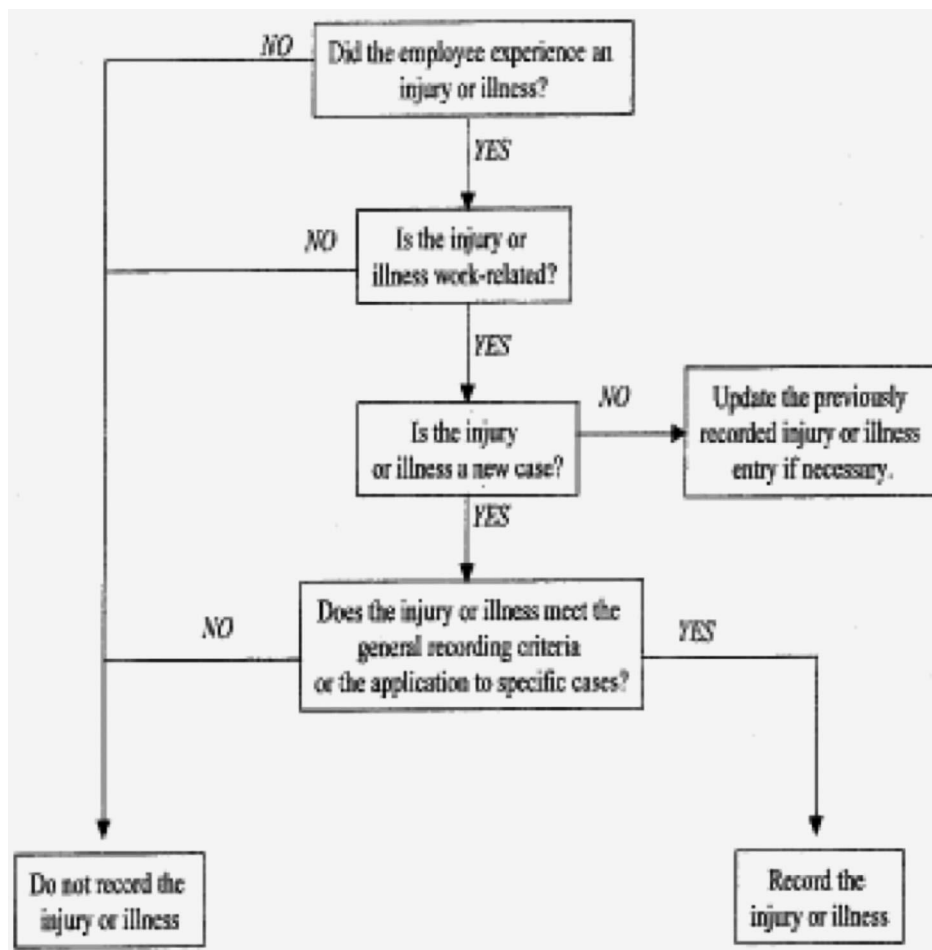 NO
Did the employee experience an
injury or illness?
YES
NO
Is the injury or
illness work-related?
YES
Is the injury
or illness a new case?
NO
Update the previously
recorded injury or illness
entry if necessary.
YES
NO
Does the injury or illness meet the
general recording criteria
or the application to specific cases?
YES
Do not record the
injury or illness
Record the
injury or illness